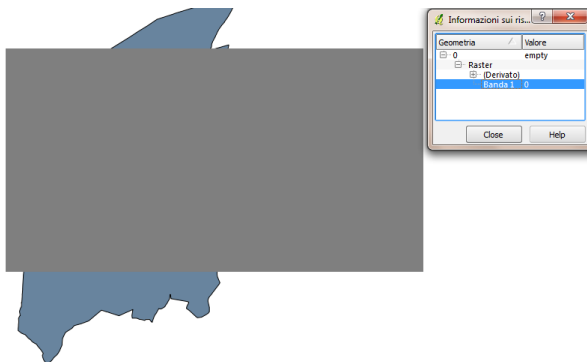 Informazioni sui ris...
Geometria Valore
0 empty
Raster
(Derivato)
Banda 1 0
Close Help